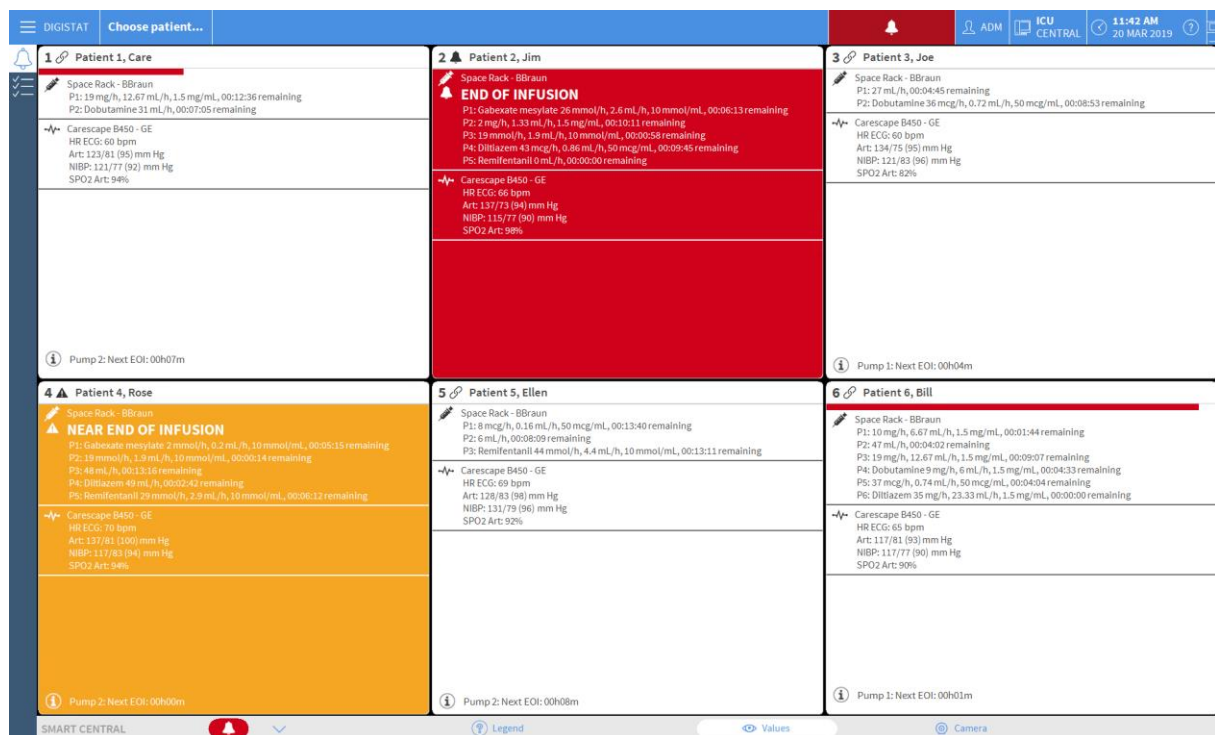 DIGISTAT
Choose patient...
ADM
ICU
CENTRAL
11:42 AM
20 MAR 2019
?
1 Patient 1, Care
Space Rack - BBraun
P1: 19 mg/h, 12.67 mL/h, 1.5 mg/mL, 00:12:36 remaining
P2: Dobutamine 31 mL/h, 00:07:05 remaining
Carescape B450 - GE
HR ECG: 60 bpm
Art: 123/81 (95) mm Hg
NIBP: 121/77 (92) mm Hg
SPO2 Art: 94%
Pump 2: Next EOI: 00h07m
2 Patient 2, Jim
Space Rack - BBraun
END OF INFUSION
P1: Gabexate mesylate 26 mmol/h, 2.6 mL/h, 10 mmol/mL, 00:06:13 remaining
P2: 2 mg/h, 1.33 mL/h, 1.5 mg/mL, 00:10:11 remaining
P3: 19 mmol/h, 1.9 mL/h, 10 mmol/mL, 00:00:58 remaining
P4: Diltiazem 43 mcg/h, 0.86 mL/h, 50 mcg/mL, 00:09:45 remaining
P5: Remifentanil 0 mL/h, 00:00:00 remaining
Carescape B450 - GE
HR ECG: 66 bpm
Art: 137/73 (94) mm Hg
NIBP: 115/77 (90) mm Hg
SPO2 Art: 98%
3 Patient 3, Joe
Space Rack - BBraun
P1: 27 mL/h, 00:04:45 remaining
P2: Dobutamine 36 mcg/h, 0.72 mL/h, 50 mcg/mL, 00:08:53 remaining
Carescape B450 - GE
HR ECG: 60 bpm
Art: 134/75 (95) mm Hg
NIBP: 121/83 (96) mm Hg
SPO2 Art: 82%
Pump 1: Next EOI: 00h04m
4 Patient 4, Rose
Space Rack - BBraun
NEAR END OF INFUSION
P1: Gabexate mesylate 2 mmol/h, 0.2 mL/h, 10 mmol/mL, 00:05:15 remaining
P2: 19 mmol/h, 1.9 mL/h, 10 mmol/mL, 00:00:14 remaining
P3: 48 mL/h, 00:13:16 remaining
P4: Diltiazem 49 mL/h, 00:02:42 remaining
P5: Remifentanil 29 mmol/h, 2.9 mL/h, 10 mmol/mL, 00:06:12 remaining
Carescape B450 - GE
HR ECG: 70 bpm
Art: 137/81 (100) mm Hg
NIBP: 117/83 (94) mm Hg
SPO2 Art: 94%
Pump 2: Next EOI: 00h00m
5 Patient 5, Ellen
Space Rack - BBraun
P1: 8 mcg/h, 0.16 mL/h, 50 mcg/mL, 00:13:40 remaining
P2: 6 mL/h, 00:08:09 remaining
P3: Remifentanil 44 mmol/h, 4.4 mL/h, 10 mmol/mL, 00:13:11 remaining
Carescape B450 - GE
HR ECG: 69 bpm
Art: 128/83 (98) mm Hg
NIBP: 131/79 (96) mm Hg
SPO2 Art: 92%
Pump 2: Next EOI: 00h08m
6 Patient 6, Bill
Space Rack - BBraun
P1: 10 mg/h, 6.67 mL/h, 1.5 mg/mL, 00:01:44 remaining
P2: 47 mL/h, 00:04:02 remaining
P3: 19 mg/h, 12.67 mL/h, 1.5 mg/mL, 00:09:07 remaining
P4: Dobutamine 9 mg/h, 6 mL/h, 1.5 mg/mL, 00:04:33 remaining
P5: 37 mcg/h, 0.74 mL/h, 50 mcg/mL, 00:04:04 remaining
P6: Diltiazem 35 mg/h, 23.33 mL/h, 1.5 mg/mL, 00:00:00 remaining
Carescape B450 - GE
HR ECG: 65 bpm
Art: 117/81 (93) mm Hg
NIBP: 117/77 (90) mm Hg
SPO2 Art: 90%
Pump 1: Next EOI: 00h01m
SMART CENTRAL
Legend
Values
Camera